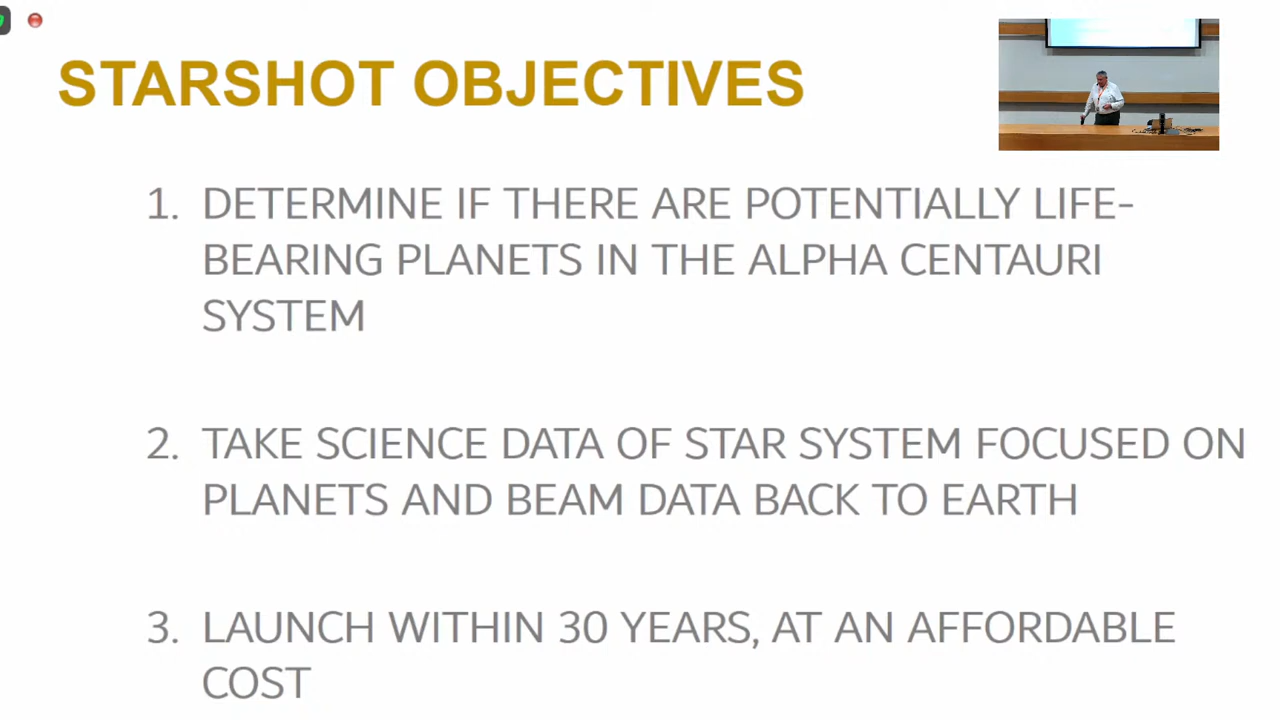 STARSHOT OBJECTIVES
1. DETERMINE IF THERE ARE POTENTIALLY LIFE-
BEARING PLANETS IN THE ALPHA CENTAURI
SYSTEM
2. TAKE SCIENCE DATA OF STAR SYSTEM FOCUSED ON
PLANETS AND BEAM DATA BACK TO EARTH
3. LAUNCH WITHIN 30 YEARS, AT AN AFFORDABLE
COST